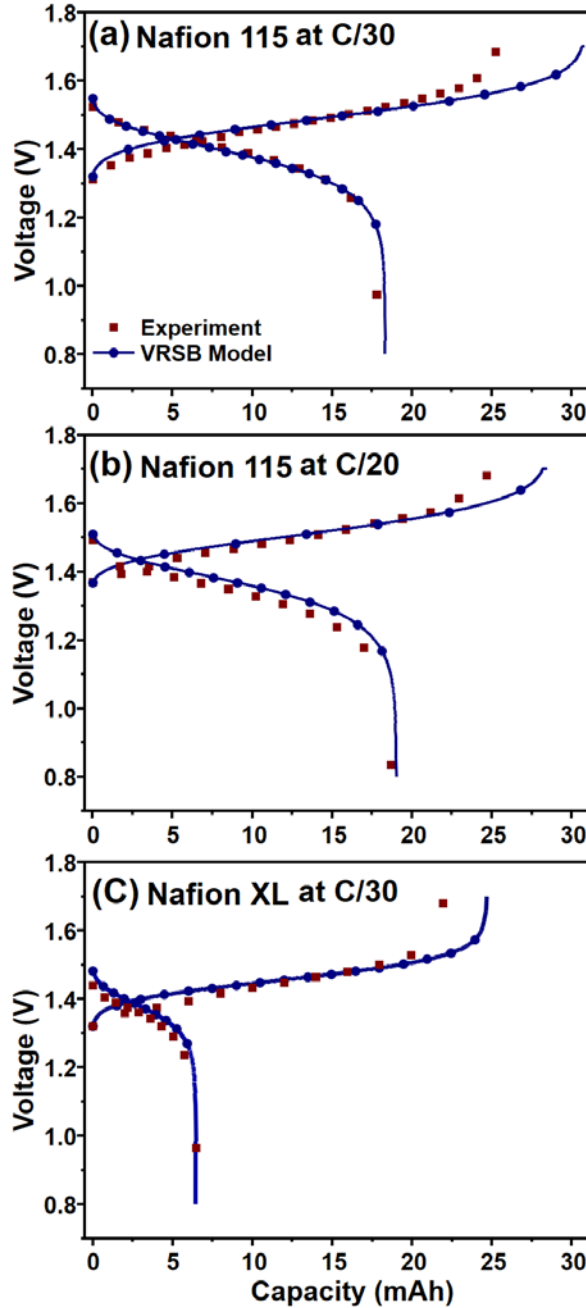 (a) Nafion 115 at C/30
1.8
1.6
1.4
1.2
1.0
0.8
Voltage (V)
Experiment
VRSB Model
0 5 10 15 20 25 30
(b) Nafion 115 at C/20
1.8
1.6
1.4
1.2
1.0
0.8
Voltage (V)
0 5 10 15 20 25 30
(C) Nafion XL at C/30
1.8
1.6
1.4
1.2
1.0
0.8
Voltage (V)
0 5 10 15 20 25 30
Capacity (mAh)